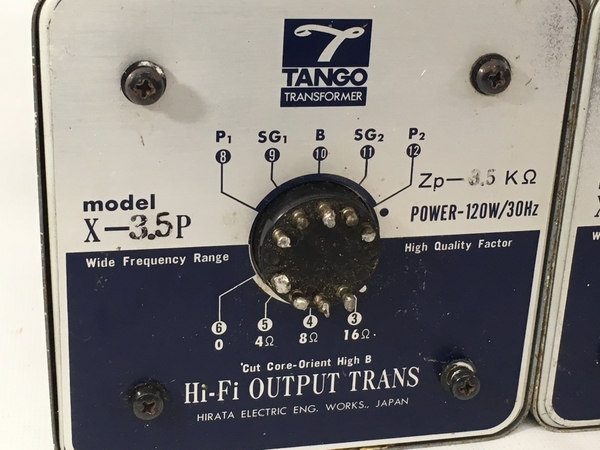 TANGO
TRANSFORMER
P1 SG1 B SG2 P2
8 9 10 11 12
model
X-3.5P
Zp-3.5 KΩ
POWER-120W/30Hz
Wide Frequency Range
High Quality Factor
6 5 4 3
0 4Ω 8Ω 16Ω
Cut Core-Orient High B
Hi-Fi OUTPUT TRANS
HIRATA ELECTRIC ENG. WORKS., JAPAN